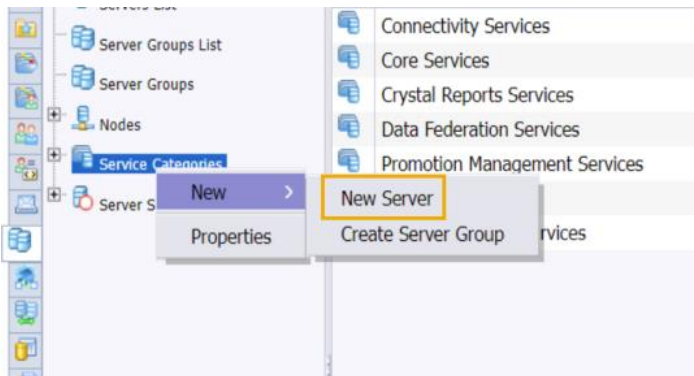 Server Groups List
Server Groups
Nodes
Service Categories
Server S
New
Properties
New Server
Create Server Group
Connectivity Services
Core Services
Crystal Reports Services
Data Federation Services
Promotion Management Services
rvices